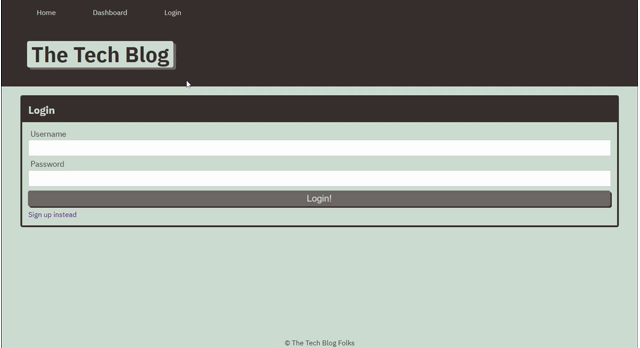 Home Dashboard Login
The Tech Blog
Login
Username
Password
Login!
Sign up instead
© The Tech Blog Folks